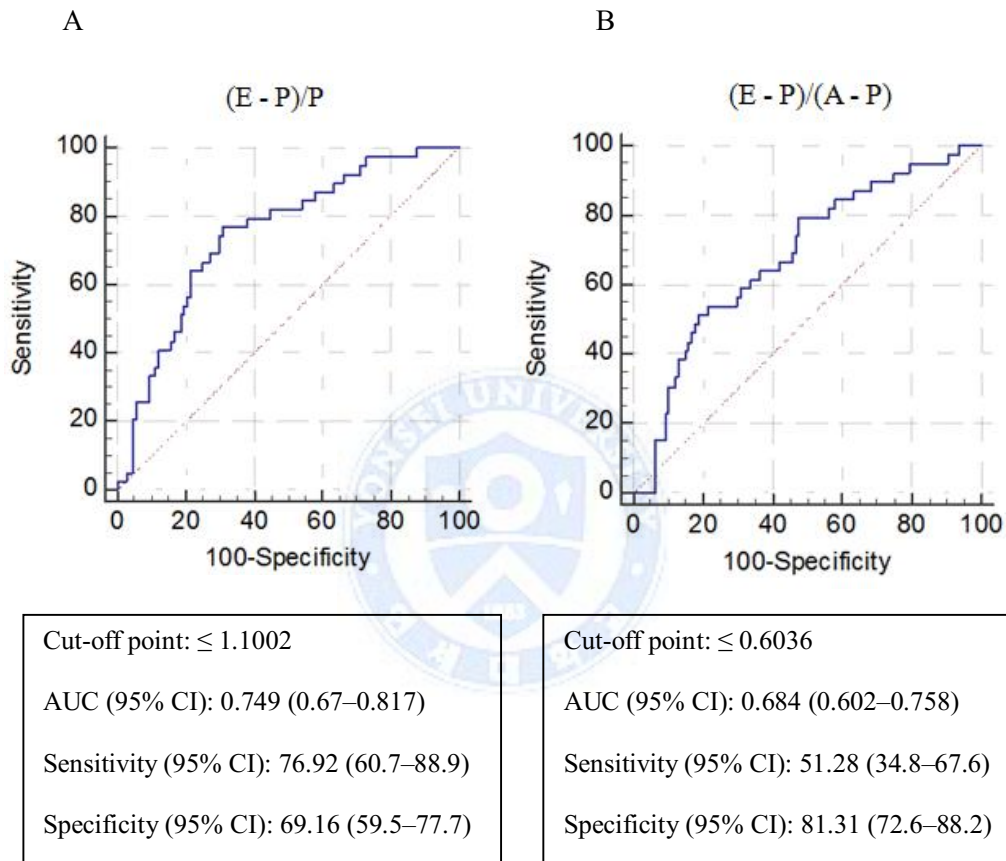 A
B
(E - P)/P
(E - P)/(A - P)
100
80
60
40
20
0
Sensitivity
0 20 40 60 80 100
100-Specificity
100
80
60
40
20
0
Sensitivity
0 20 40 60 80 100
100-Specificity
YONSEI UNIVERSITY
Cut-off point: ≤ 1.1002
AUC (95% CI): 0.749 (0.67–0.817)
Sensitivity (95% CI): 76.92 (60.7–88.9)
Specificity (95% CI): 69.16 (59.5–77.7)
Cut-off point: ≤ 0.6036
AUC (95% CI): 0.684 (0.602–0.758)
Sensitivity (95% CI): 51.28 (34.8–67.6)
Specificity (95% CI): 81.31 (72.6–88.2)